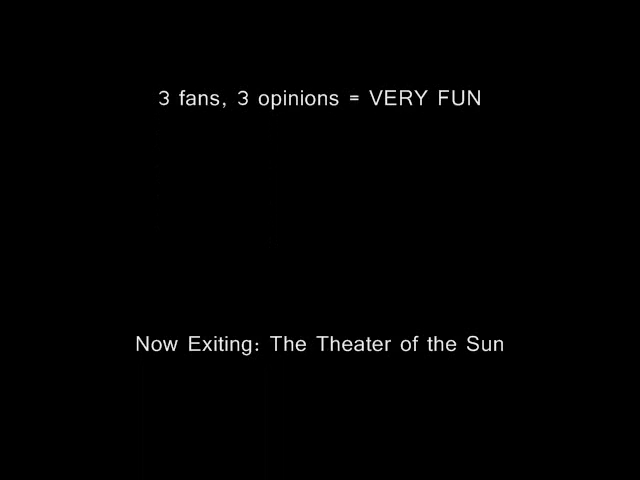 3 fans, 3 opinions = VERY FUN
Now Exiting: The Theater of the Sun